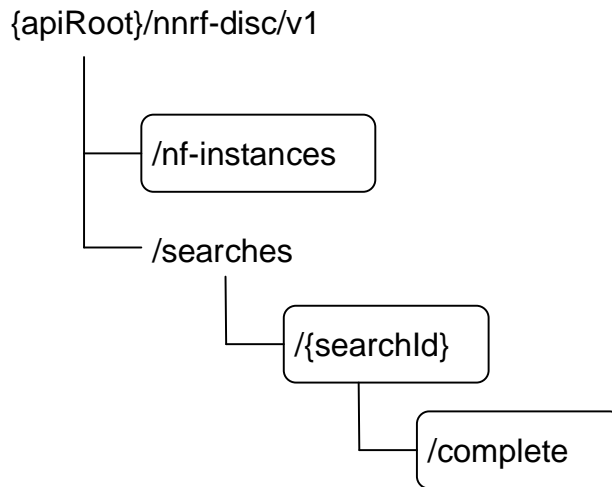 {apiRoot}/nnrf-disc/v1
/nf-instances
/searches
/{searchId}
/complete